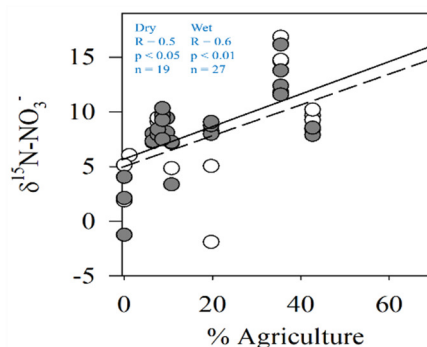 Dry Wet
R = 0.5 R = 0.6
p < 0.05 p < 0.01
n = 19 n = 27
15
10
5
0
-5
δ¹⁵N-NO₃⁻
0 20 40 60
% Agriculture